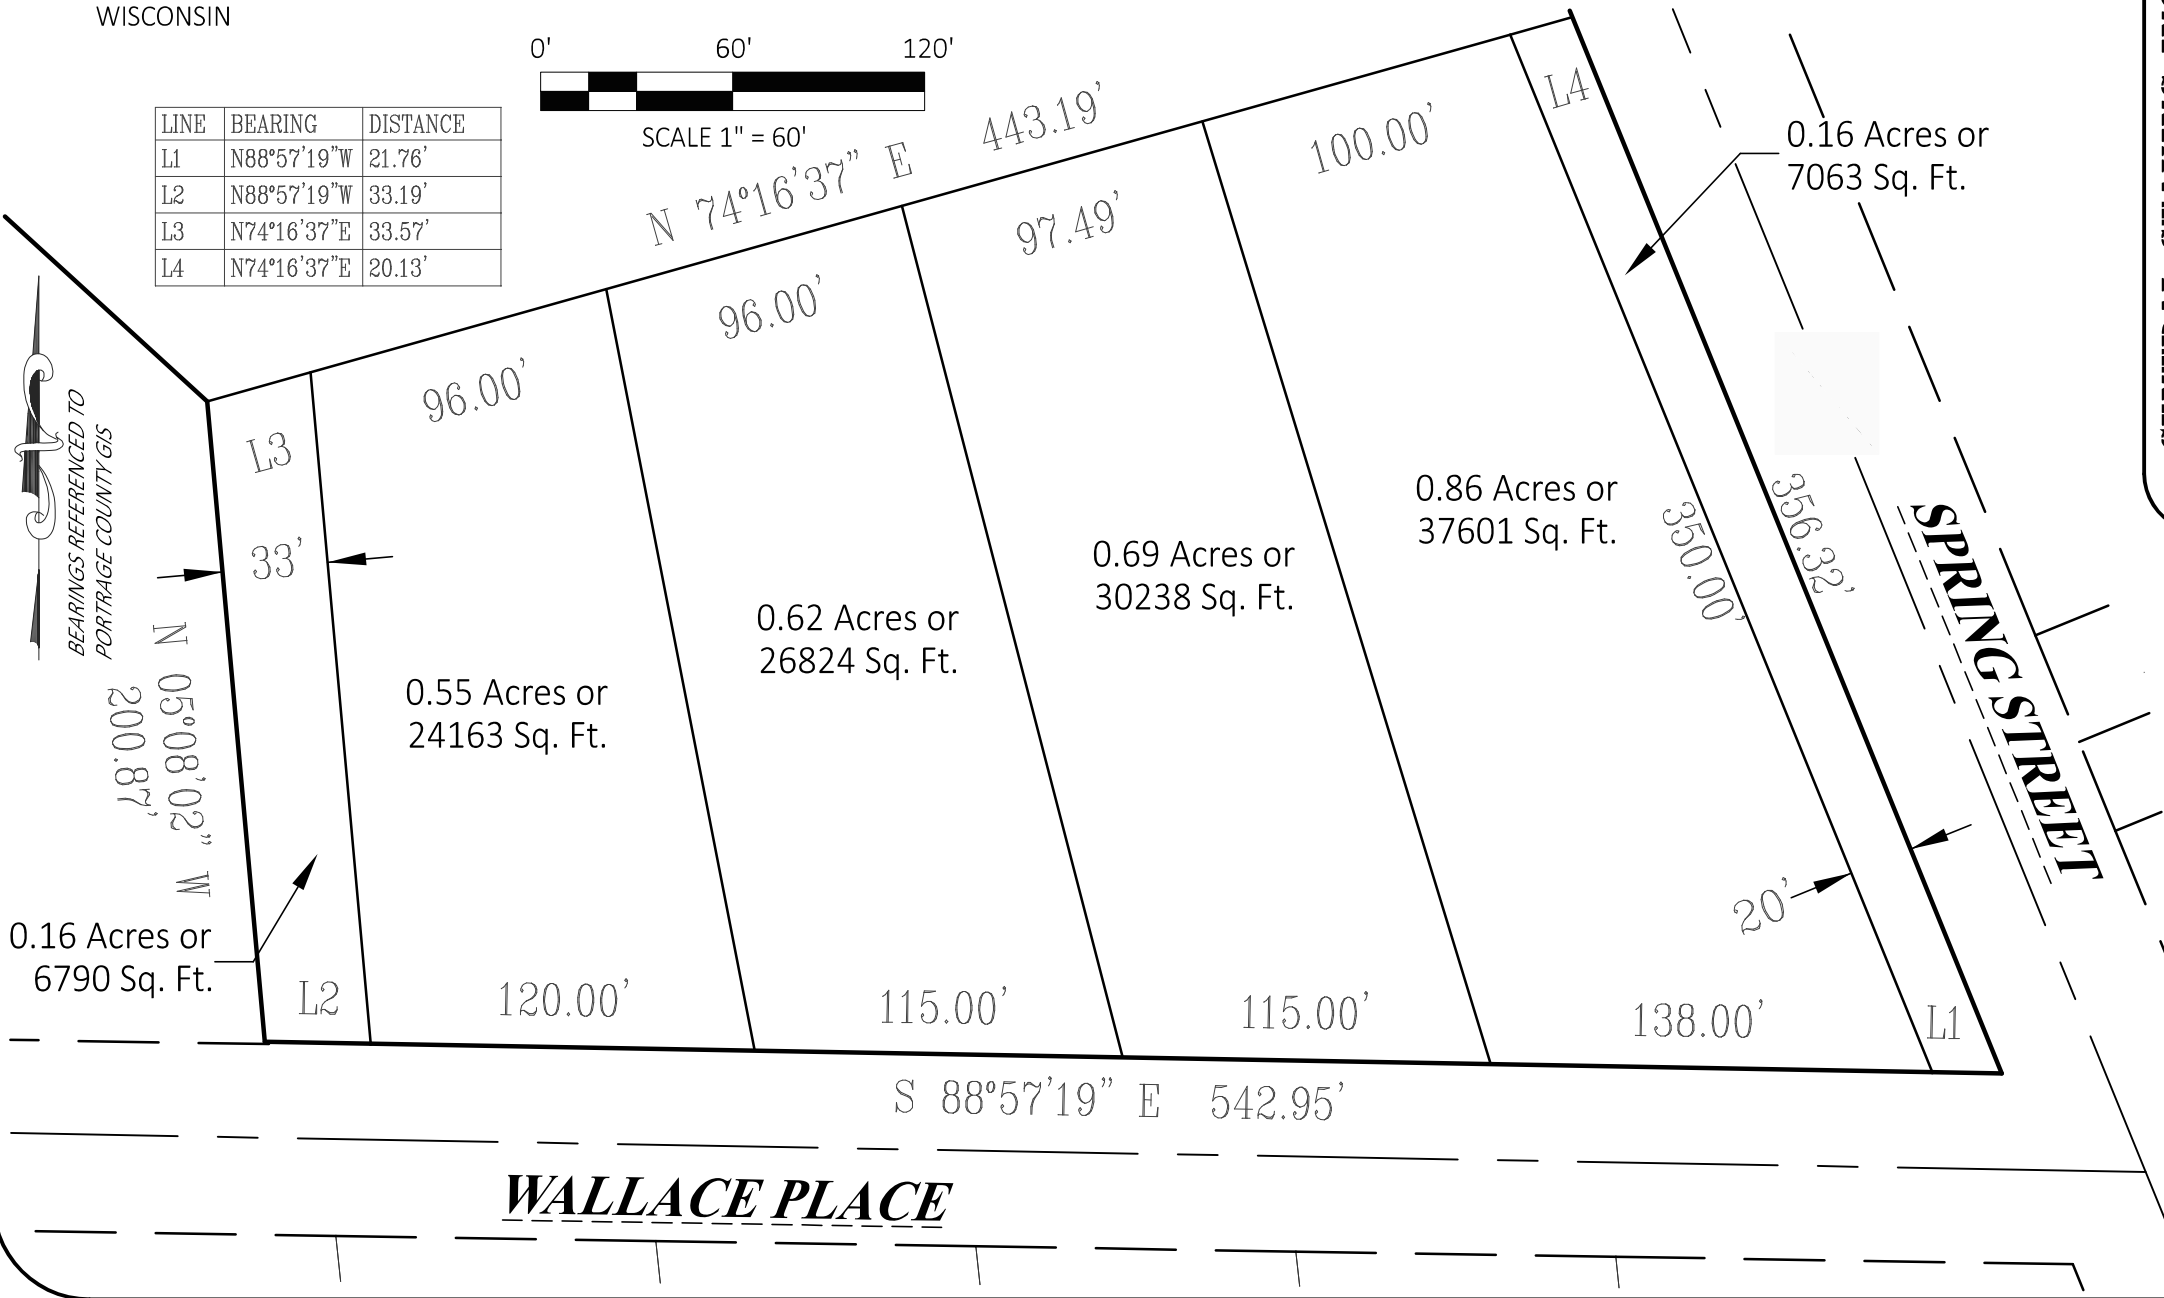 WISCONSIN
0' 60' 120'
SCALE 1" = 60'
LINE BEARING DISTANCE
L1 N88°57'19"W 21.76'
L2 N88°57'19"W 33.19'
L3 N74°16'37"E 33.57'
L4 N74°16'37"E 20.13'
N 74°16'37" E 443.19'
L4
100.00'
97.49'
96.00'
96.00'
0.16 Acres or
7063 Sq. Ft.
BEARINGS REFERENCED TO
PORTRAGE COUNTY GIS
L3
33'
N 05°08'02" W
200.87'
0.86 Acres or
37601 Sq. Ft.
0.69 Acres or
30238 Sq. Ft.
0.62 Acres or
26824 Sq. Ft.
0.55 Acres or
24163 Sq. Ft.
350.00'
356.32'
SPRING STREET
20'
0.16 Acres or
6790 Sq. Ft.
L2
120.00'
115.00'
115.00'
138.00'
L1
S 88°57'19" E 542.95'
WALLACE PLACE